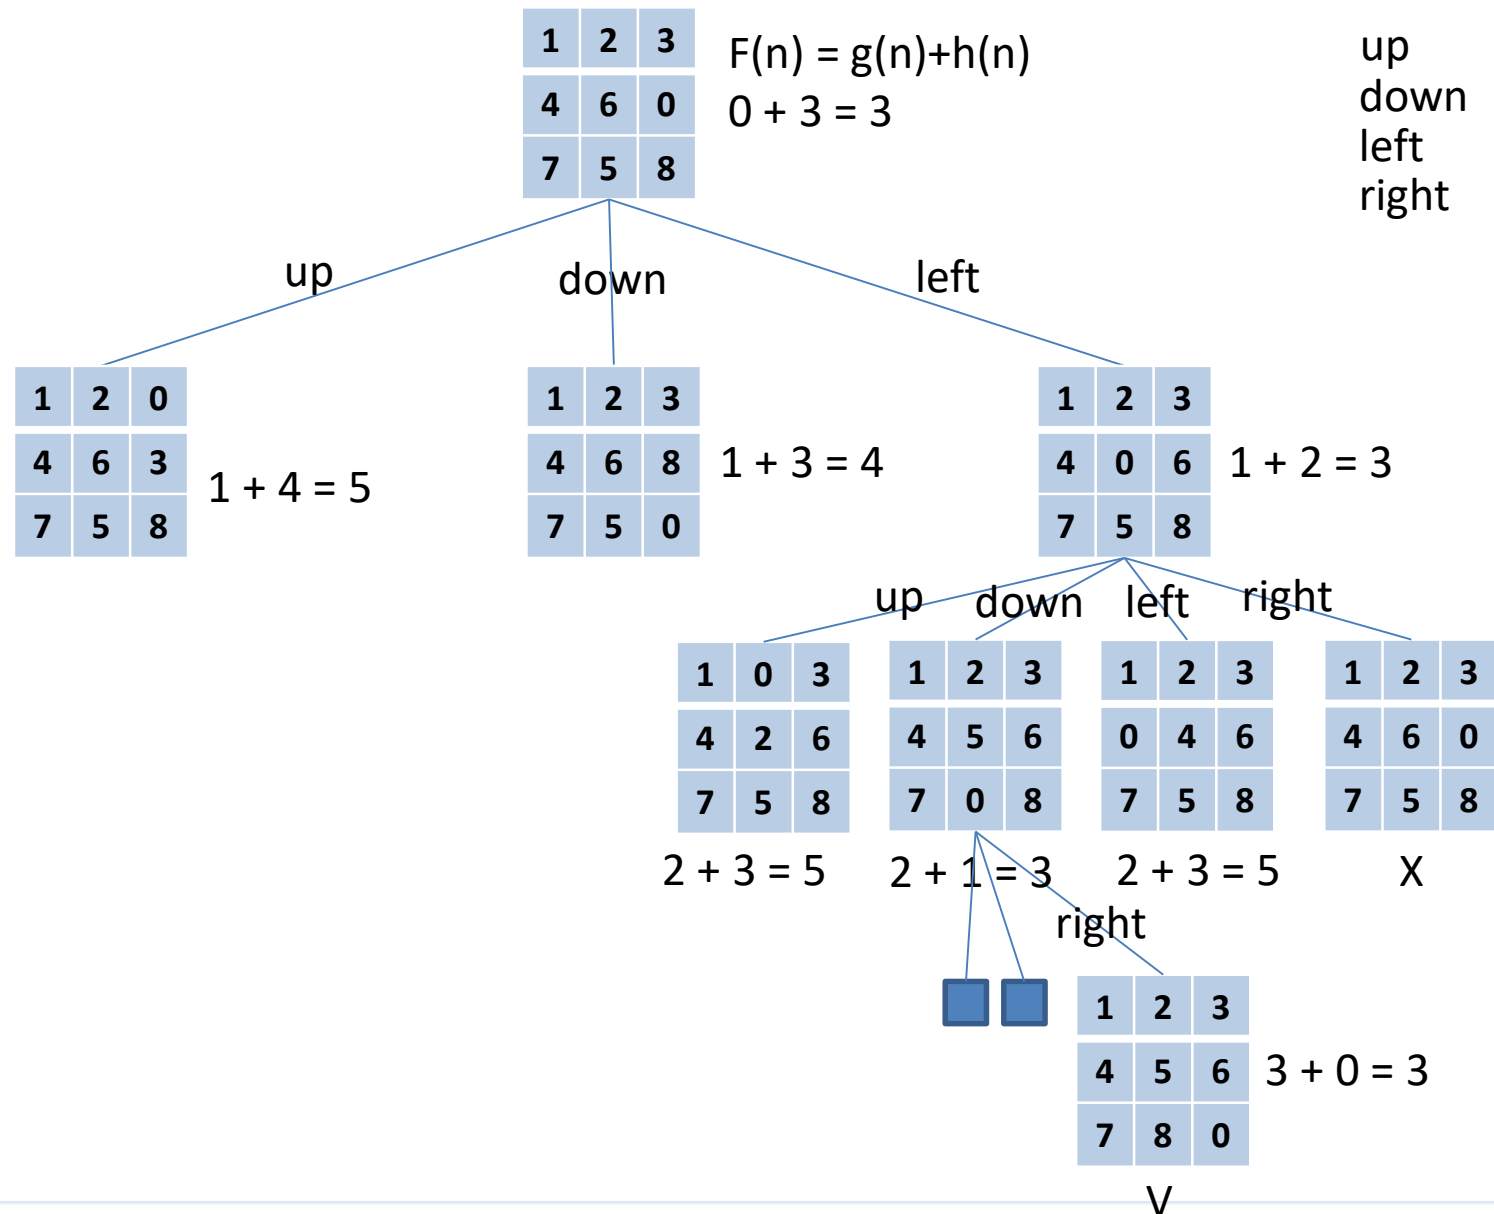 1 2 3
4 6 0
7 5 8
F(n) = g(n)+h(n)
0 + 3 = 3
up
down
left
right
up
down
left
1 2 0
4 6 3
7 5 8
1 + 4 = 5
1 2 3
4 6 8
7 5 0
1 + 3 = 4
1 2 3
4 0 6
7 5 8
1 + 2 = 3
up
down
left
right
1 0 3
4 2 6
7 5 8
2 + 3 = 5
1 2 3
4 5 6
7 0 8
2 + 1 = 3
1 2 3
0 4 6
7 5 8
2 + 3 = 5
1 2 3
4 6 0
7 5 8
X
right
1 2 3
4 5 6
7 8 0
3 + 0 = 3
V